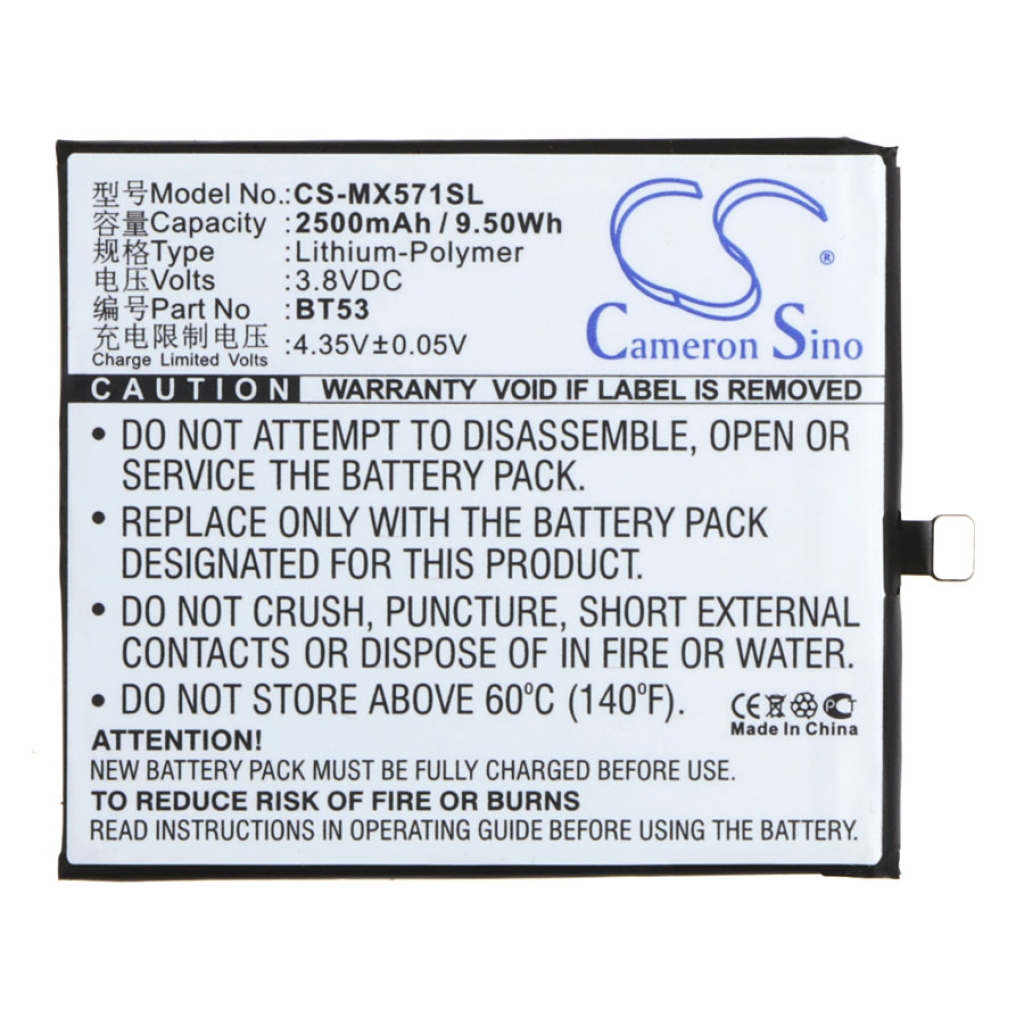 型号Model No.:CS-MX571SL
容量Capacity :2500mAh / 9.50Wh
规格Type :Lithium-Polymer
电压Volts :3.8VDC
编号Part No :BT53
充电限制电压
Charge Limited Volts :4.35V±0.05V
CS ®
Cameron Sino
CAUTION WARRANTY VOID IF LABEL IS REMOVED
• DO NOT ATTEMPT TO DISASSEMBLE, OPEN OR
SERVICE THE BATTERY PACK.
• REPLACE ONLY WITH THE BATTERY PACK
DESIGNATED FOR THIS PRODUCT.
• DO NOT CRUSH, PUNCTURE, SHORT EXTERNAL
CONTACTS OR DISPOSE OF IN FIRE OR WATER.
• DO NOT STORE ABOVE 60°C (140°F).
CE
Made In China
ATTENTION!
NEW BATTERY PACK MUST BE FULLY CHARGED BEFORE USE.
TO REDUCE RISK OF FIRE OR BURNS
READ INSTRUCTIONS IN OPERATING GUIDE BEFORE USING THE BATTERY.